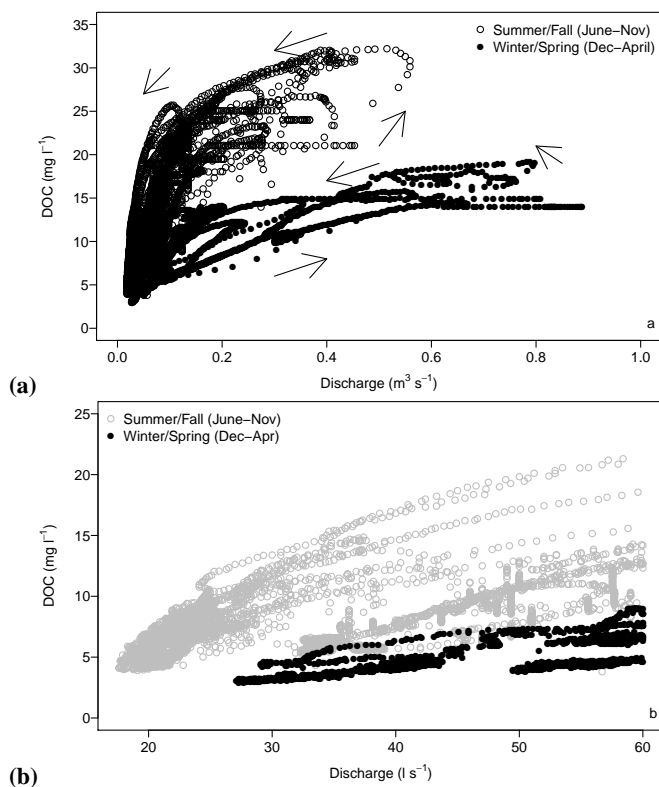 35
30
25
20
15
10
5
0
DOC (mg l⁻¹)
Summer/Fall (June−Nov)
Winter/Spring (Dec−April)
a
0.0 0.2 0.4 0.6 0.8 1.0
Discharge (m³ s⁻¹)
(a)
25
20
15
10
5
0
DOC (mg l⁻¹)
Summer/Fall (June−Nov)
Winter/Spring (Dec−Apr)
b
20 30 40 50 60
Discharge (l s⁻¹)
(b)